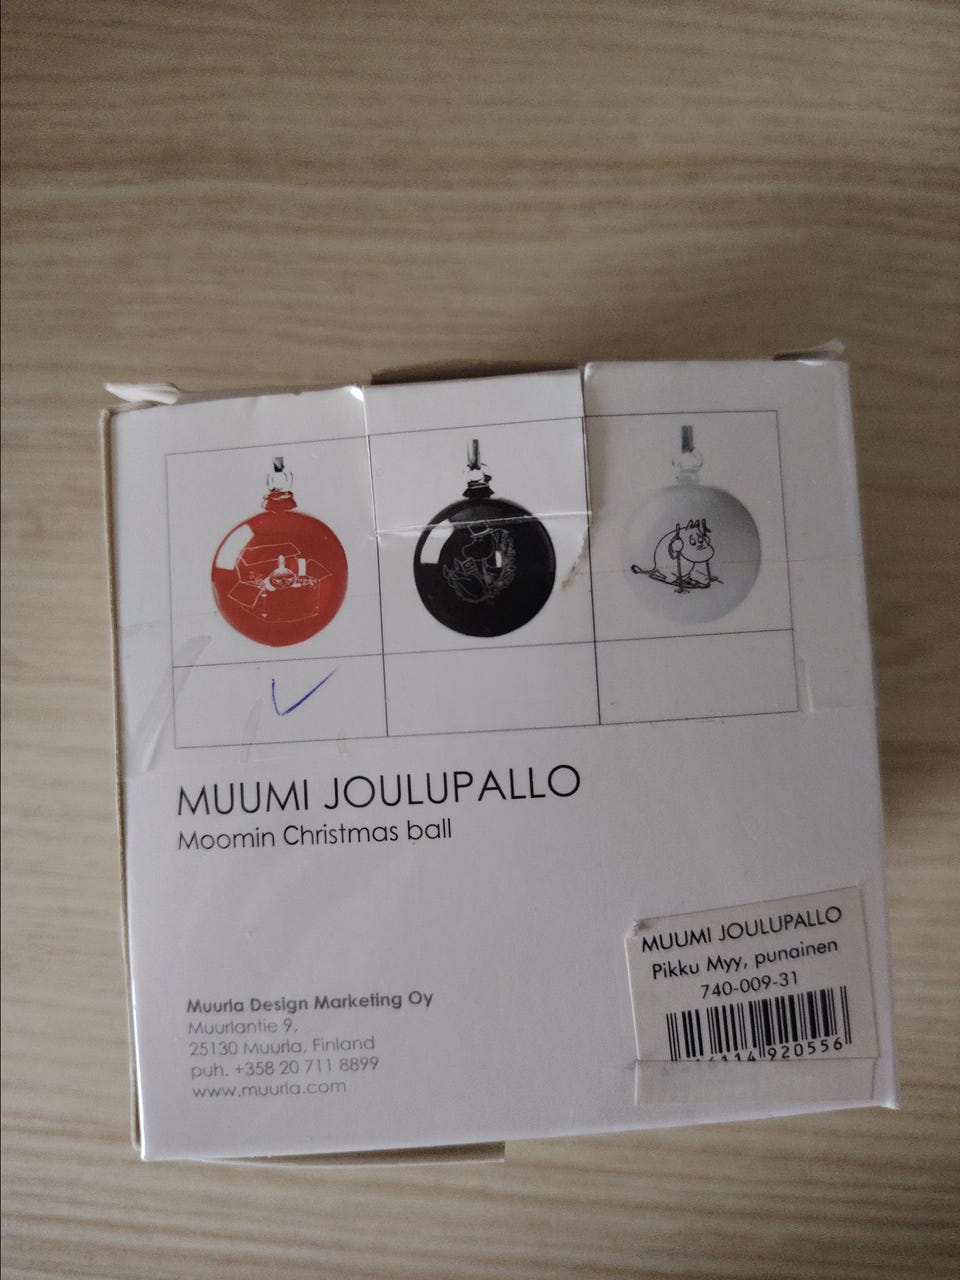 MUUMI JOULUPALLO
Moomin Christmas ball
Muurla Design Marketing Oy
Muurlantie 9,
25130 Muurla, Finland
puh. +358 20 711 8899
www.muurla.com
MUUMI JOULUPALLO
Pikku Myy, punainen
740-009-31
920556